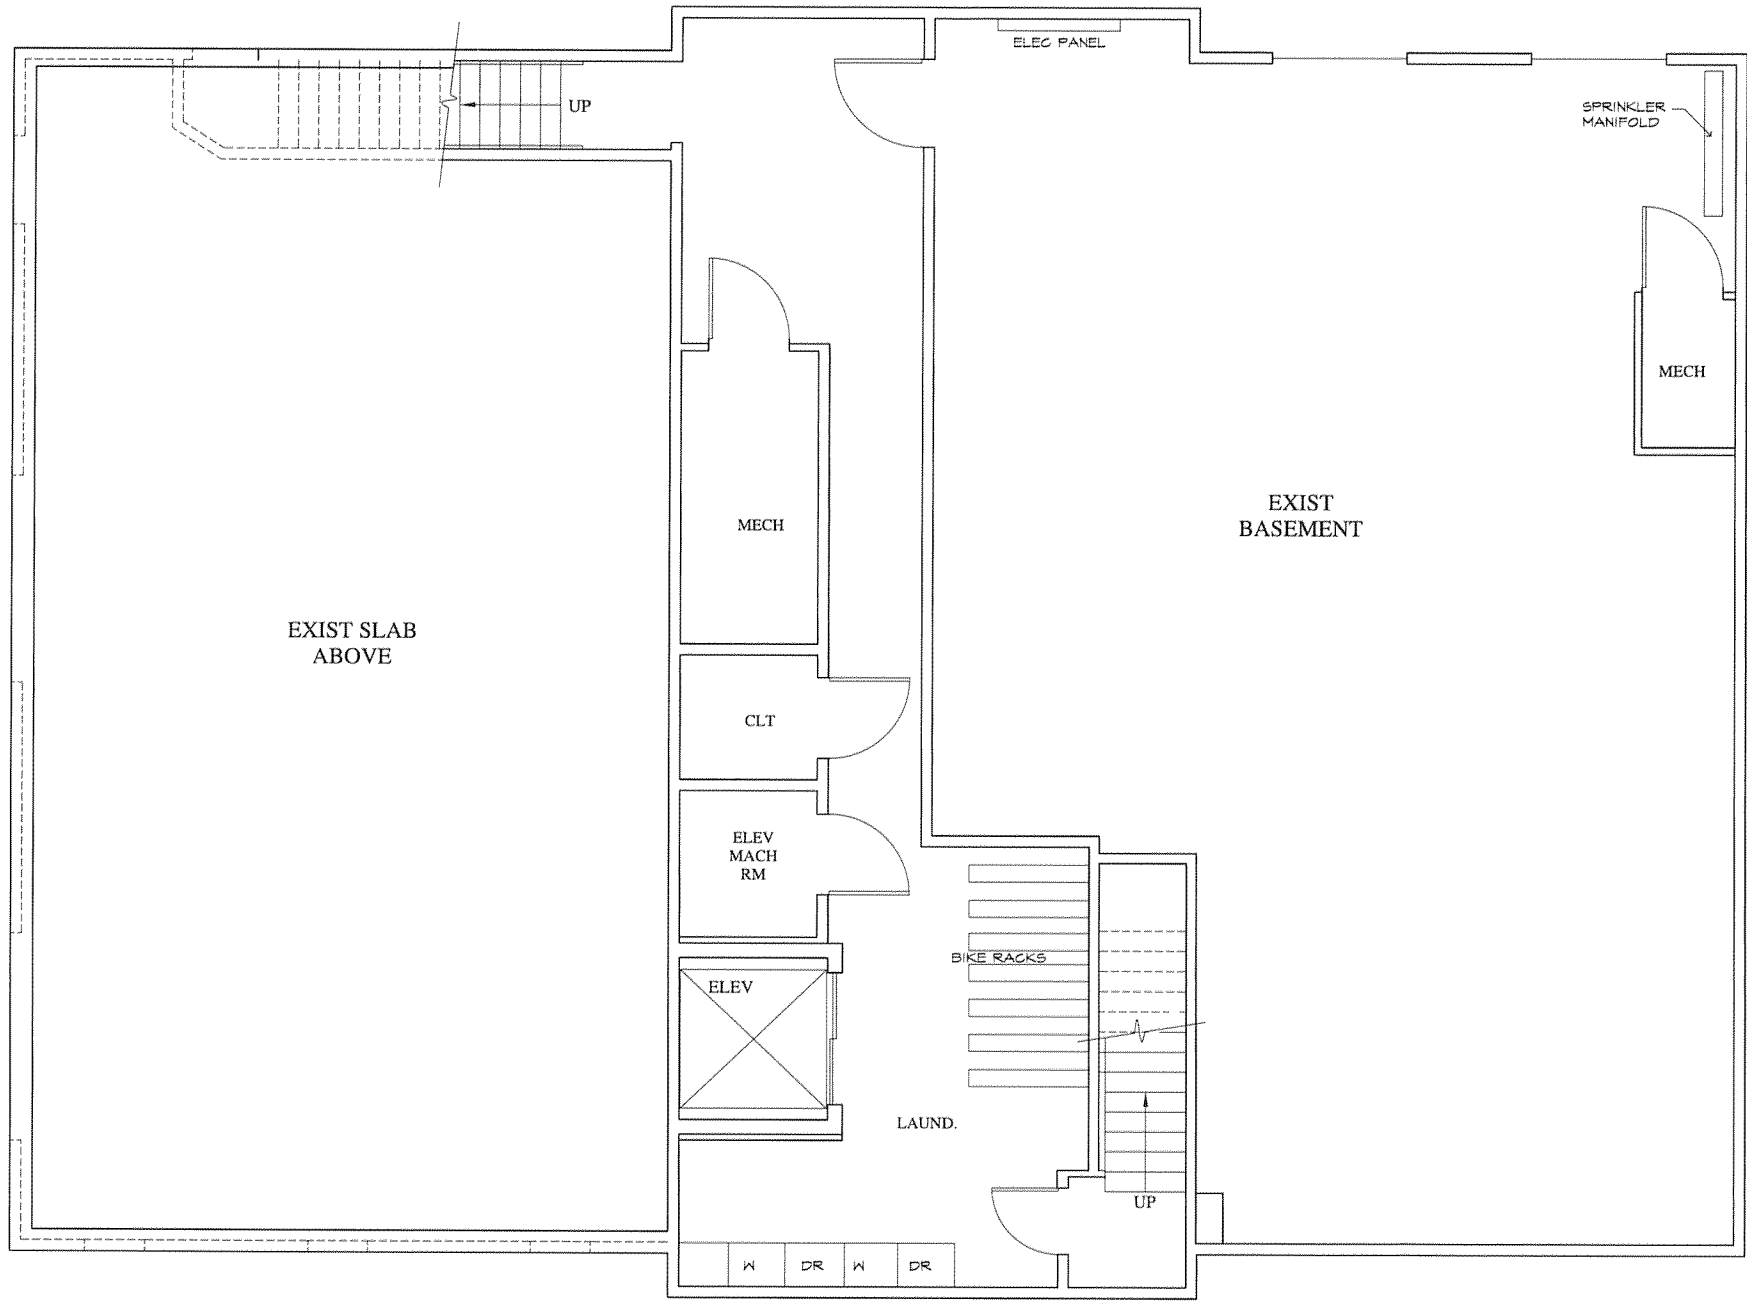 ELEC PANEL
UP
SPRINKLER
MANIFOLD
MECH
EXIST
BASEMENT
MECH
EXIST SLAB
ABOVE
CLT
ELEV
MACH
RM
BIKE RACKS
ELEV
LAUND.
UP
W
DR
W
DR